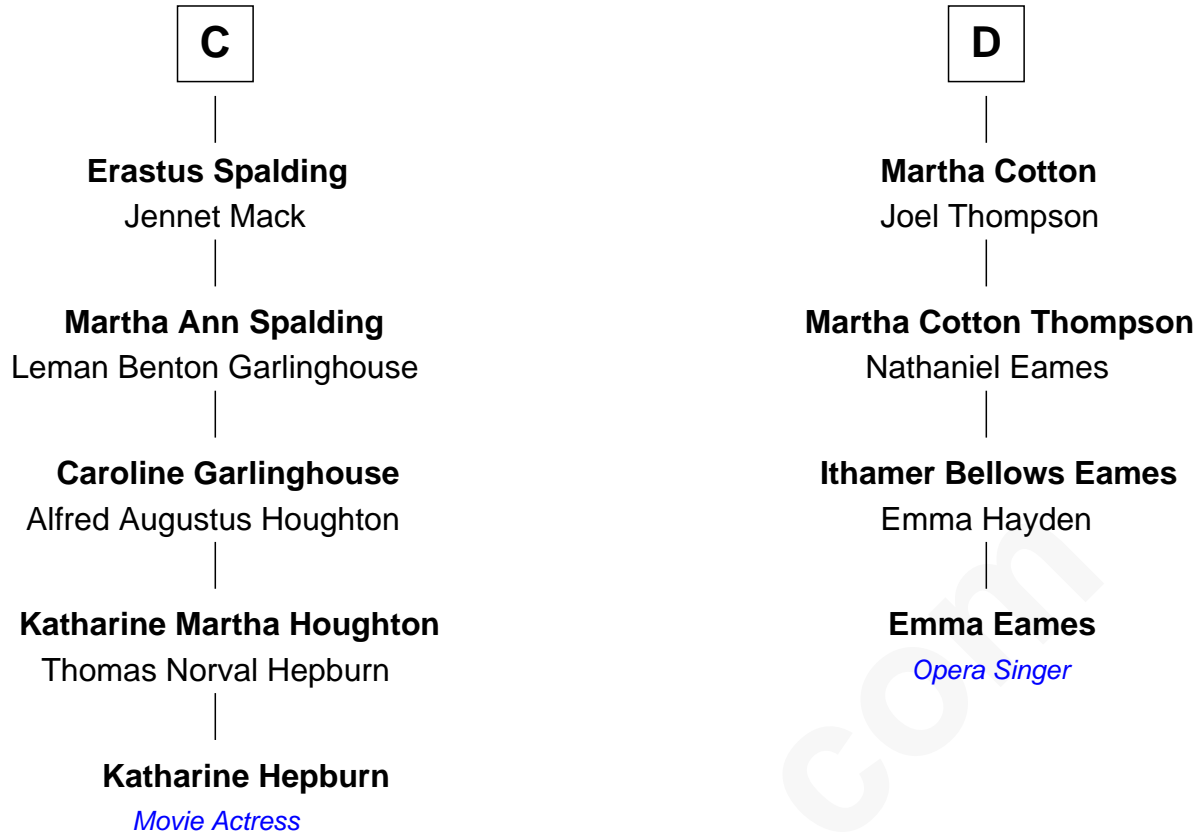 C
Erastus Spalding
Jennet Mack
Martha Ann Spalding
Leman Benton Garlinghouse
Caroline Garlinghouse
Alfred Augustus Houghton
Katharine Martha Houghton
Thomas Norval Hepburn
Katharine Hepburn
Movie Actress
D
Martha Cotton
Joel Thompson
Martha Cotton Thompson
Nathaniel Eames
Ithamer Bellows Eames
Emma Hayden
Emma Eames
Opera Singer
com